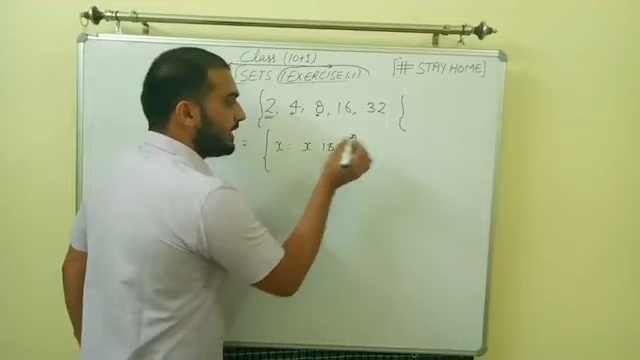 Class (10+1)
SETS (EXERCISE 1.1)
[# STAY HOME]
{2, 4, 8, 16, 32 {
= { x : x is